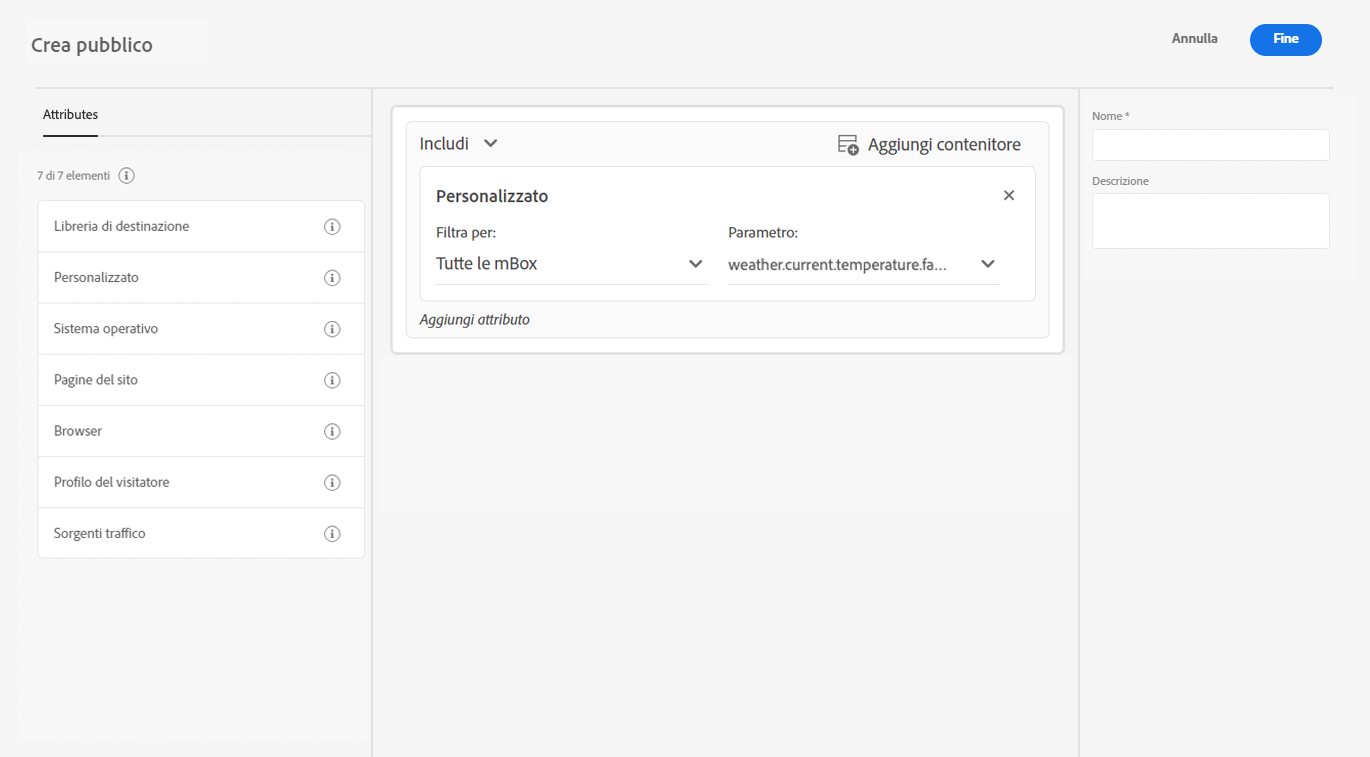 Crea pubblico
Annulla
Fine
Attributes
7 di 7 elementi
Libreria di destinazione
Personalizzato
Sistema operativo
Pagine del sito
Browser
Profilo del visitatore
Sorgenti traffico
Includi
Aggiungi contenitore
Personalizzato
Filtra per:
Parametro:
Tutte le mBox
weather.current.temperature.fa...
Aggiungi attributo
Nome *
Descrizione